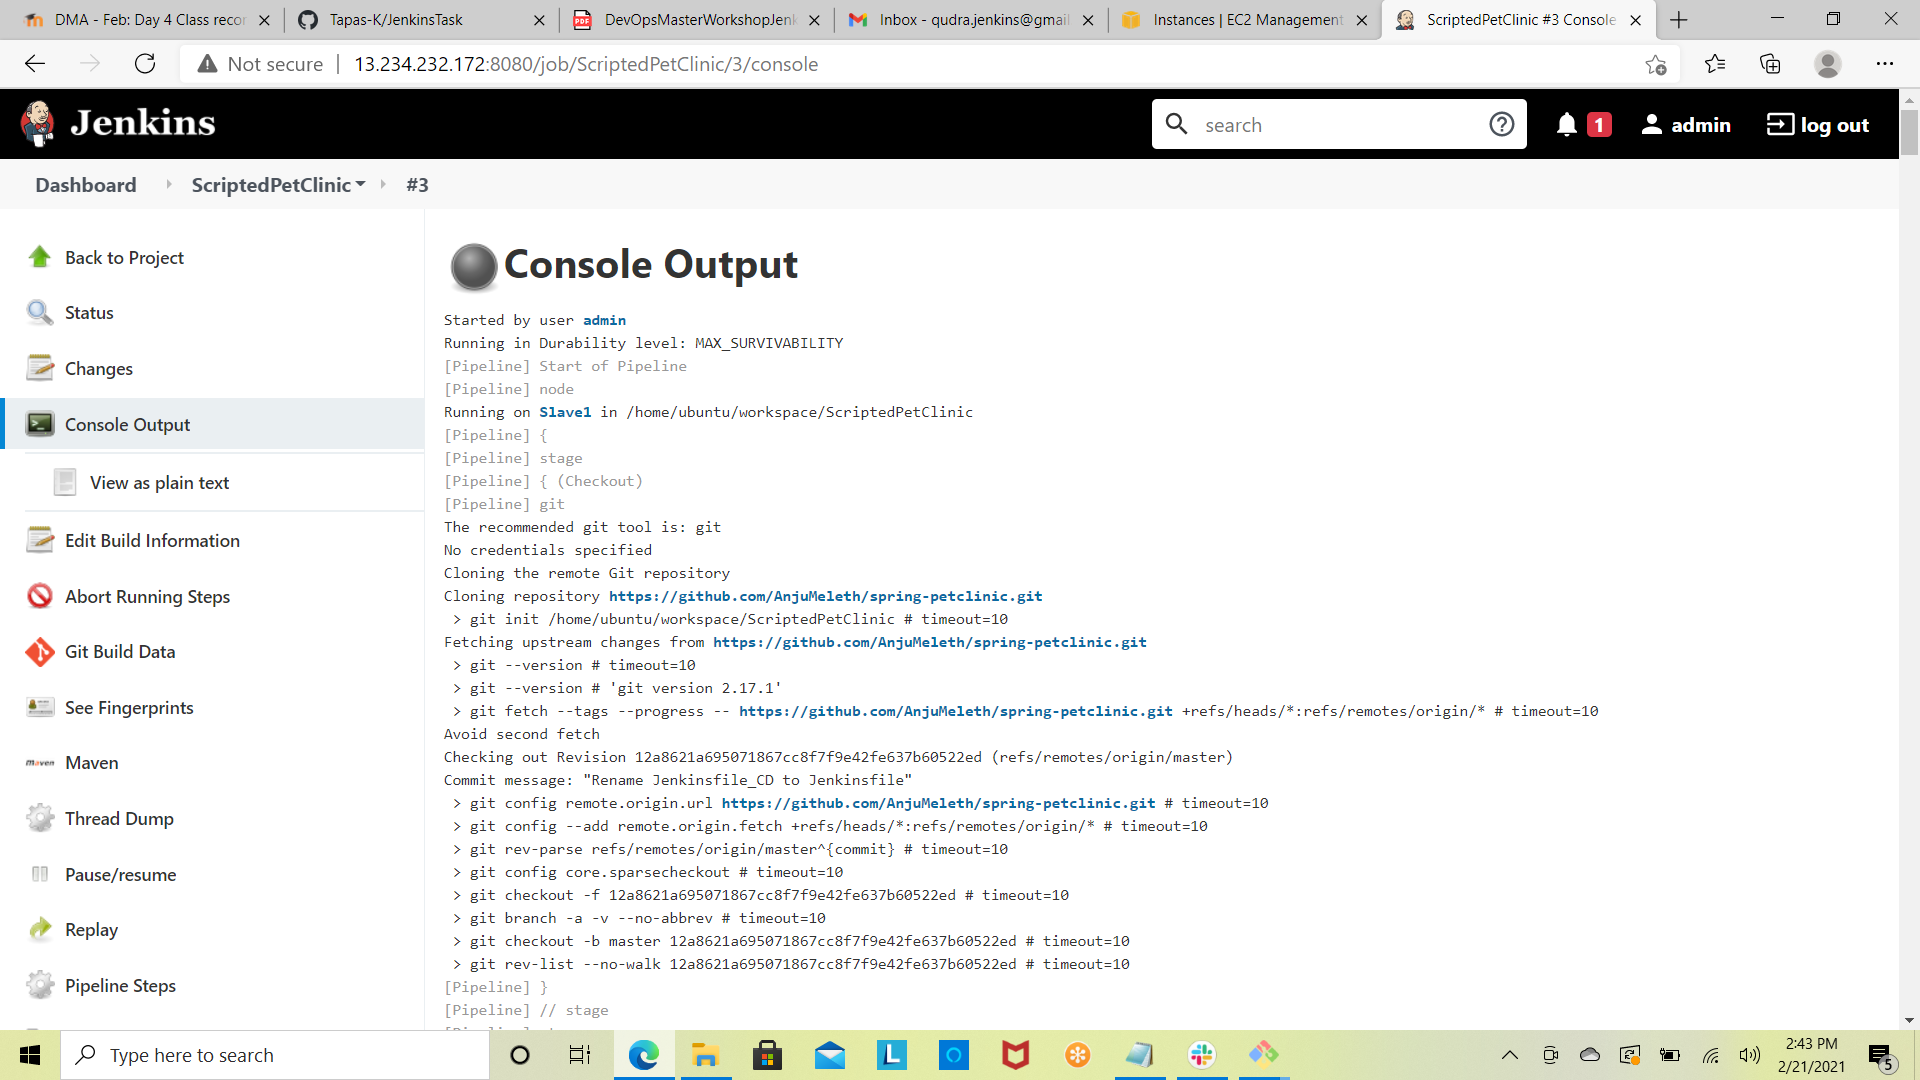 DMA - Feb: Day 4 Class recor
Tapas-K/JenkinsTask
DevOpsMasterWorkshopJenk
Inbox - qudra.jenkins@gmail
Instances | EC2 Management
ScriptedPetClinic #3 Console
Not secure | 13.234.232.172:8080/job/ScriptedPetClinic/3/console
Jenkins
search
1
admin
log out
Dashboard
ScriptedPetClinic
#3
Back to Project
Status
Changes
Console Output
View as plain text
Edit Build Information
Abort Running Steps
Git Build Data
See Fingerprints
Maven
Maven
Thread Dump
Pause/resume
Replay
Pipeline Steps
Console Output
Started by user admin
Running in Durability level: MAX_SURVIVABILITY
[Pipeline] Start of Pipeline
[Pipeline] node
Running on Slave1 in /home/ubuntu/workspace/ScriptedPetClinic
[Pipeline] {
[Pipeline] stage
[Pipeline] { (Checkout)
[Pipeline] git
The recommended git tool is: git
No credentials specified
Cloning the remote Git repository
Cloning repository https://github.com/AnjuMeleth/spring-petclinic.git
> git init /home/ubuntu/workspace/ScriptedPetClinic # timeout=10
Fetching upstream changes from https://github.com/AnjuMeleth/spring-petclinic.git
> git --version # timeout=10
> git --version # 'git version 2.17.1'
> git fetch --tags --progress -- https://github.com/AnjuMeleth/spring-petclinic.git +refs/heads/*:refs/remotes/origin/* # timeout=10
Avoid second fetch
Checking out Revision 12a8621a695071867cc8f7f9e42fe637b60522ed (refs/remotes/origin/master)
Commit message: "Rename Jenkinsfile_CD to Jenkinsfile"
> git config remote.origin.url https://github.com/AnjuMeleth/spring-petclinic.git # timeout=10
> git config --add remote.origin.fetch +refs/heads/*:refs/remotes/origin/* # timeout=10
> git rev-parse refs/remotes/origin/master^{commit} # timeout=10
> git config core.sparsecheckout # timeout=10
> git checkout -f 12a8621a695071867cc8f7f9e42fe637b60522ed # timeout=10
> git branch -a -v --no-abbrev # timeout=10
> git checkout -b master 12a8621a695071867cc8f7f9e42fe637b60522ed # timeout=10
> git rev-list --no-walk 12a8621a695071867cc8f7f9e42fe637b60522ed # timeout=10
[Pipeline] }
[Pipeline] // stage
Type here to search
2:43 PM
2/21/2021
5